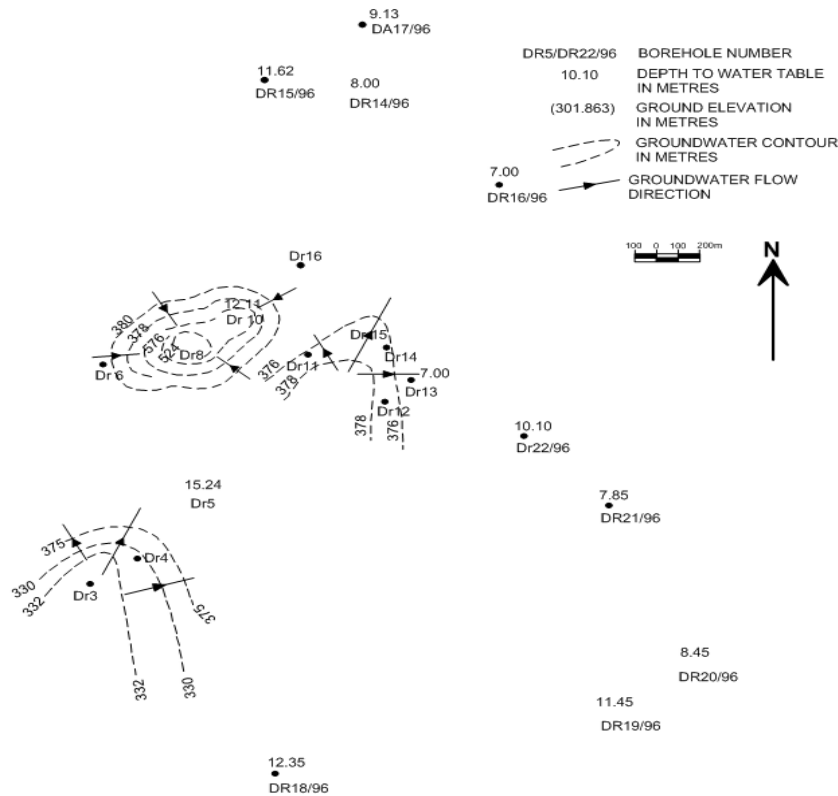 9.13
DA17/96
11.62
DR15/96
8.00
DR14/96
DR5/DR22/96 BOREHOLE NUMBER
10.10 DEPTH TO WATER TABLE
IN METRES
(301.863) GROUND ELEVATION
IN METRES
GROUNDWATER CONTOUR
IN METRES
GROUNDWATER FLOW
DIRECTION
7.00
DR16/96
100 0 100 200m
N
Dr16
12.11
Dr 10
380
378
576
524
Dr8
Dr 6
Dr15
Dr14
Dr11
376
378
7.00
Dr13
Dr12
378
376
10.10
Dr22/96
15.24
Dr5
7.85
DR21/96
375
Dr4
330
332
Dr3
375
332
330
8.45
DR20/96
11.45
DR19/96
12.35
DR18/96